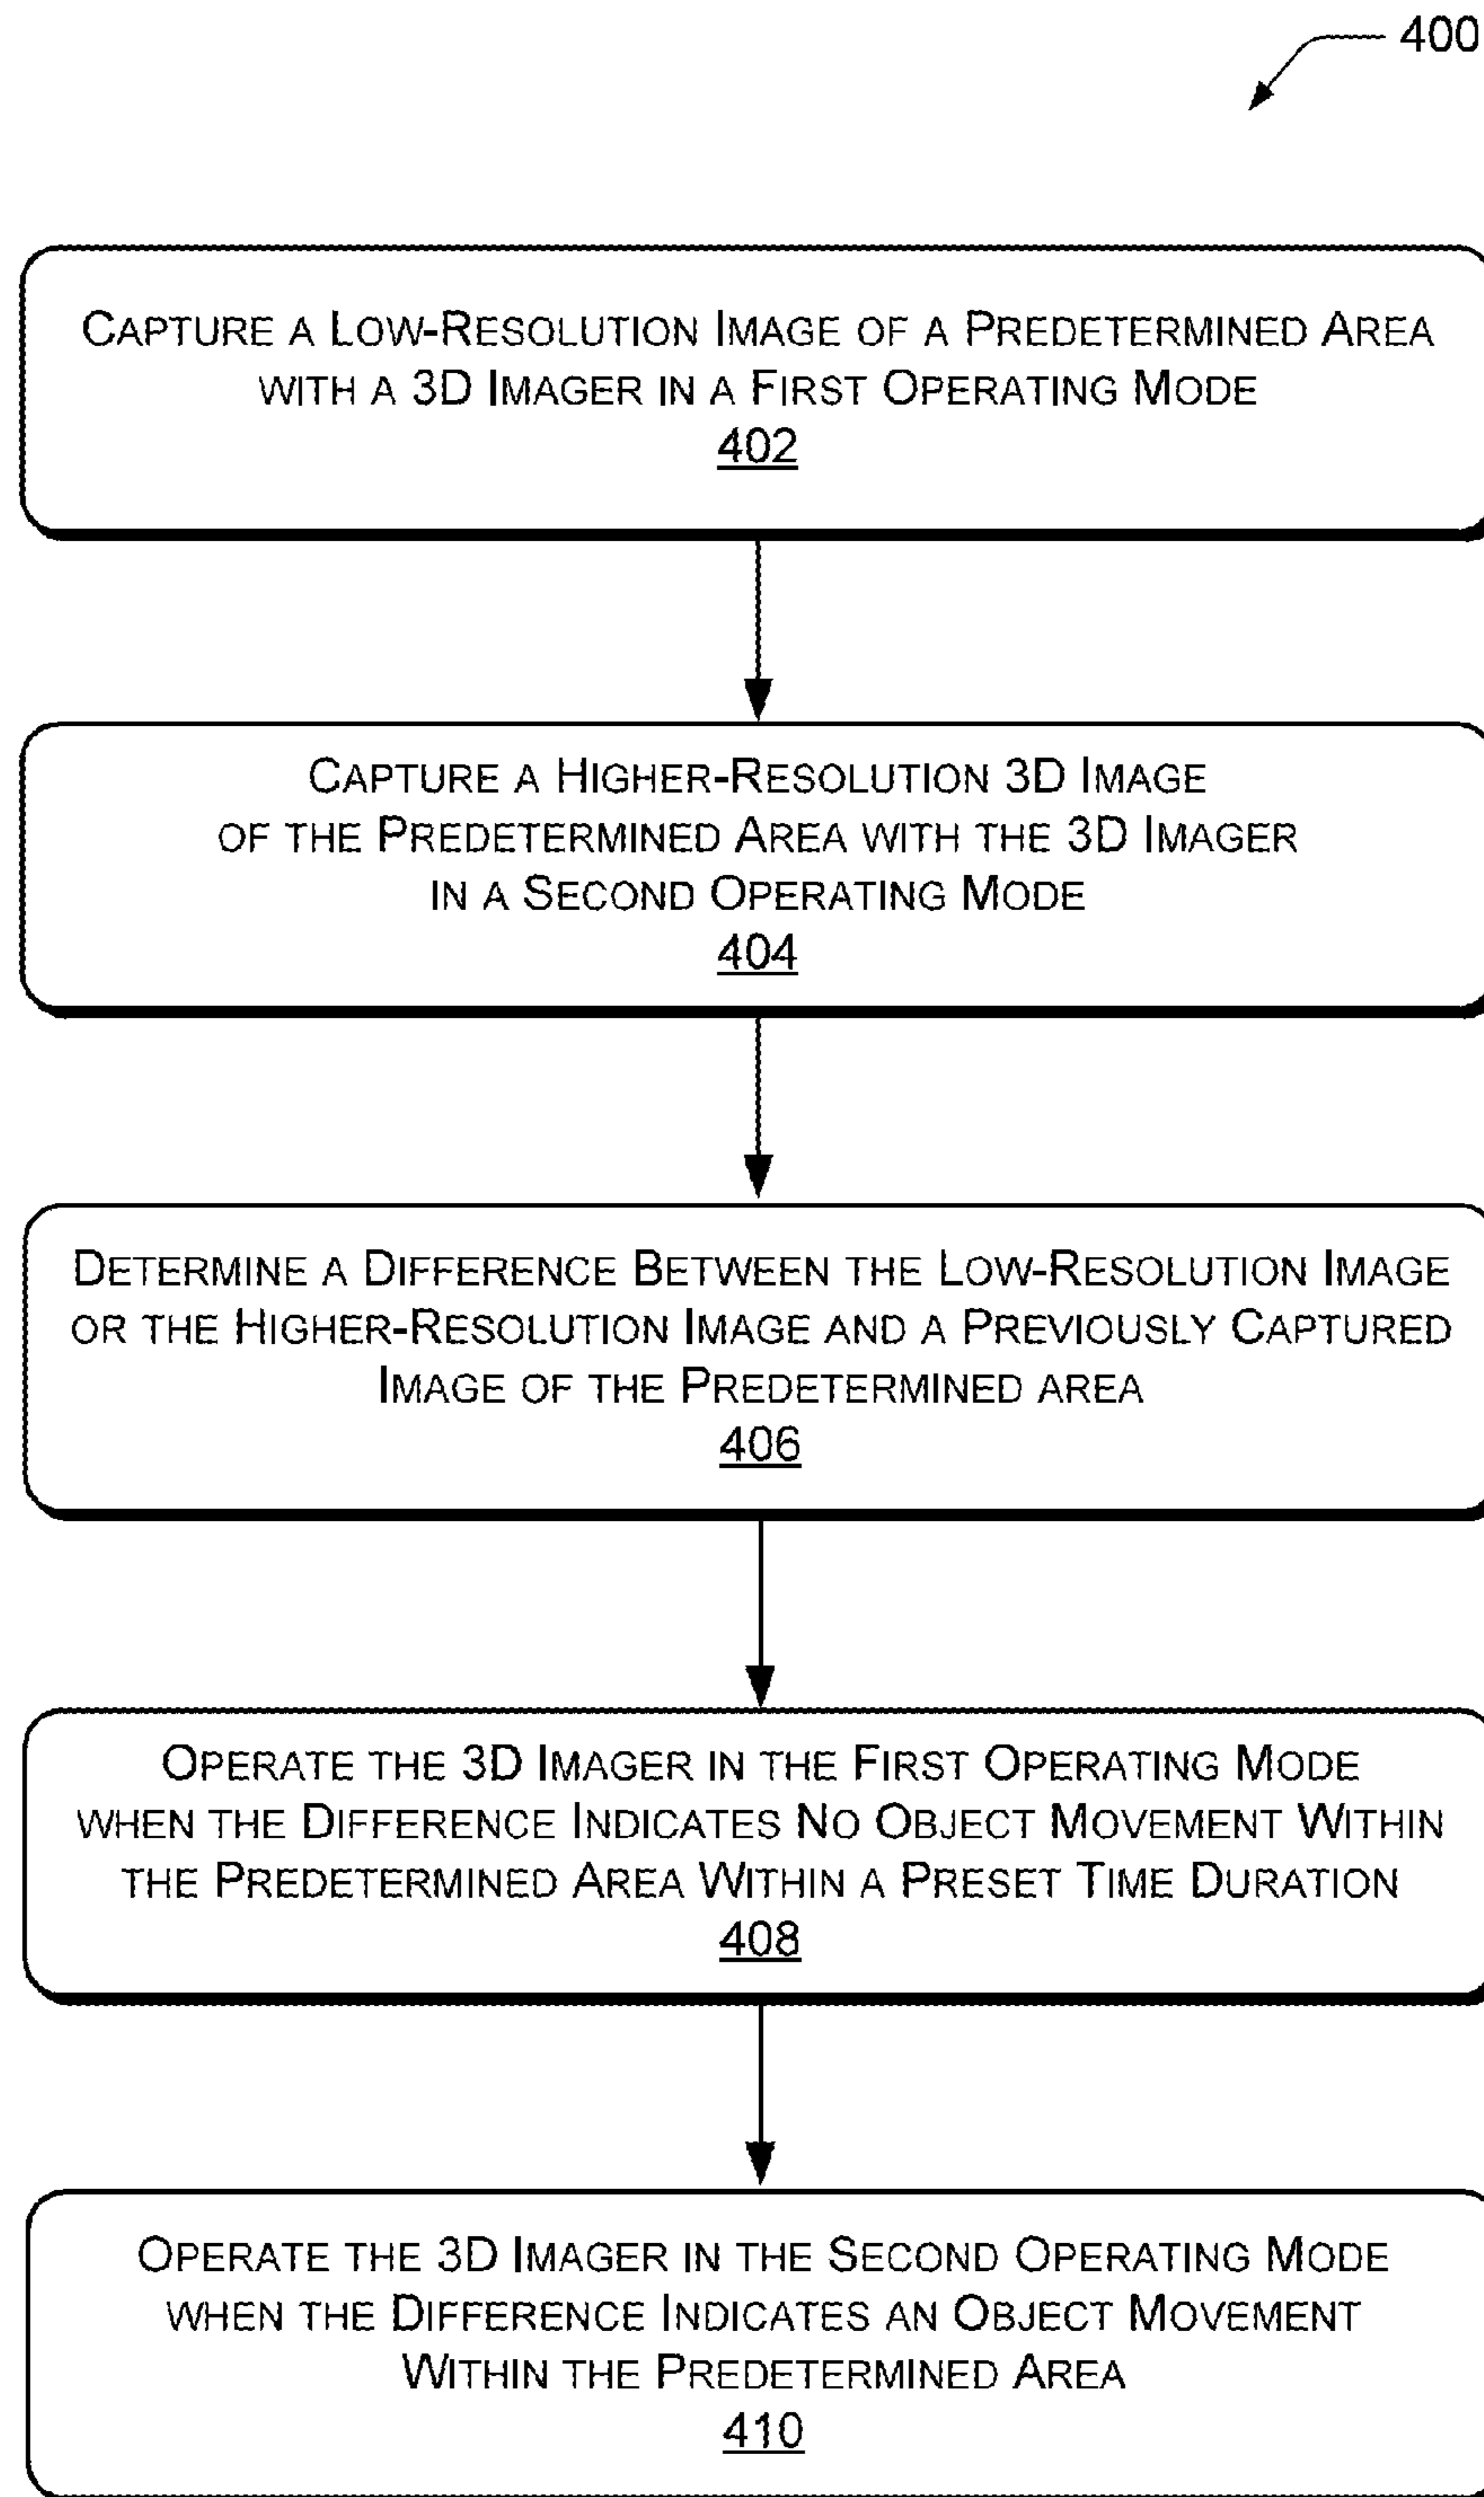 400
CAPTURE A LOW-RESOLUTION IMAGE OF A PREDETERMINED AREA
WITH A 3D IMAGER IN A FIRST OPERATING MODE
402
CAPTURE A HIGHER-RESOLUTION 3D IMAGE
OF THE PREDETERMINED AREA WITH THE 3D IMAGER
IN A SECOND OPERATING MODE
404
DETERMINE A DIFFERENCE BETWEEN THE LOW-RESOLUTION IMAGE
OR THE HIGHER-RESOLUTION IMAGE AND A PREVIOUSLY CAPTURED
IMAGE OF THE PREDETERMINED AREA
406
OPERATE THE 3D IMAGER IN THE FIRST OPERATING MODE
WHEN THE DIFFERENCE INDICATES NO OBJECT MOVEMENT WITHIN
THE PREDETERMINED AREA WITHIN A PRESET TIME DURATION
408
OPERATE THE 3D IMAGER IN THE SECOND OPERATING MODE
WHEN THE DIFFERENCE INDICATES AN OBJECT MOVEMENT
WITHIN THE PREDETERMINED AREA
410